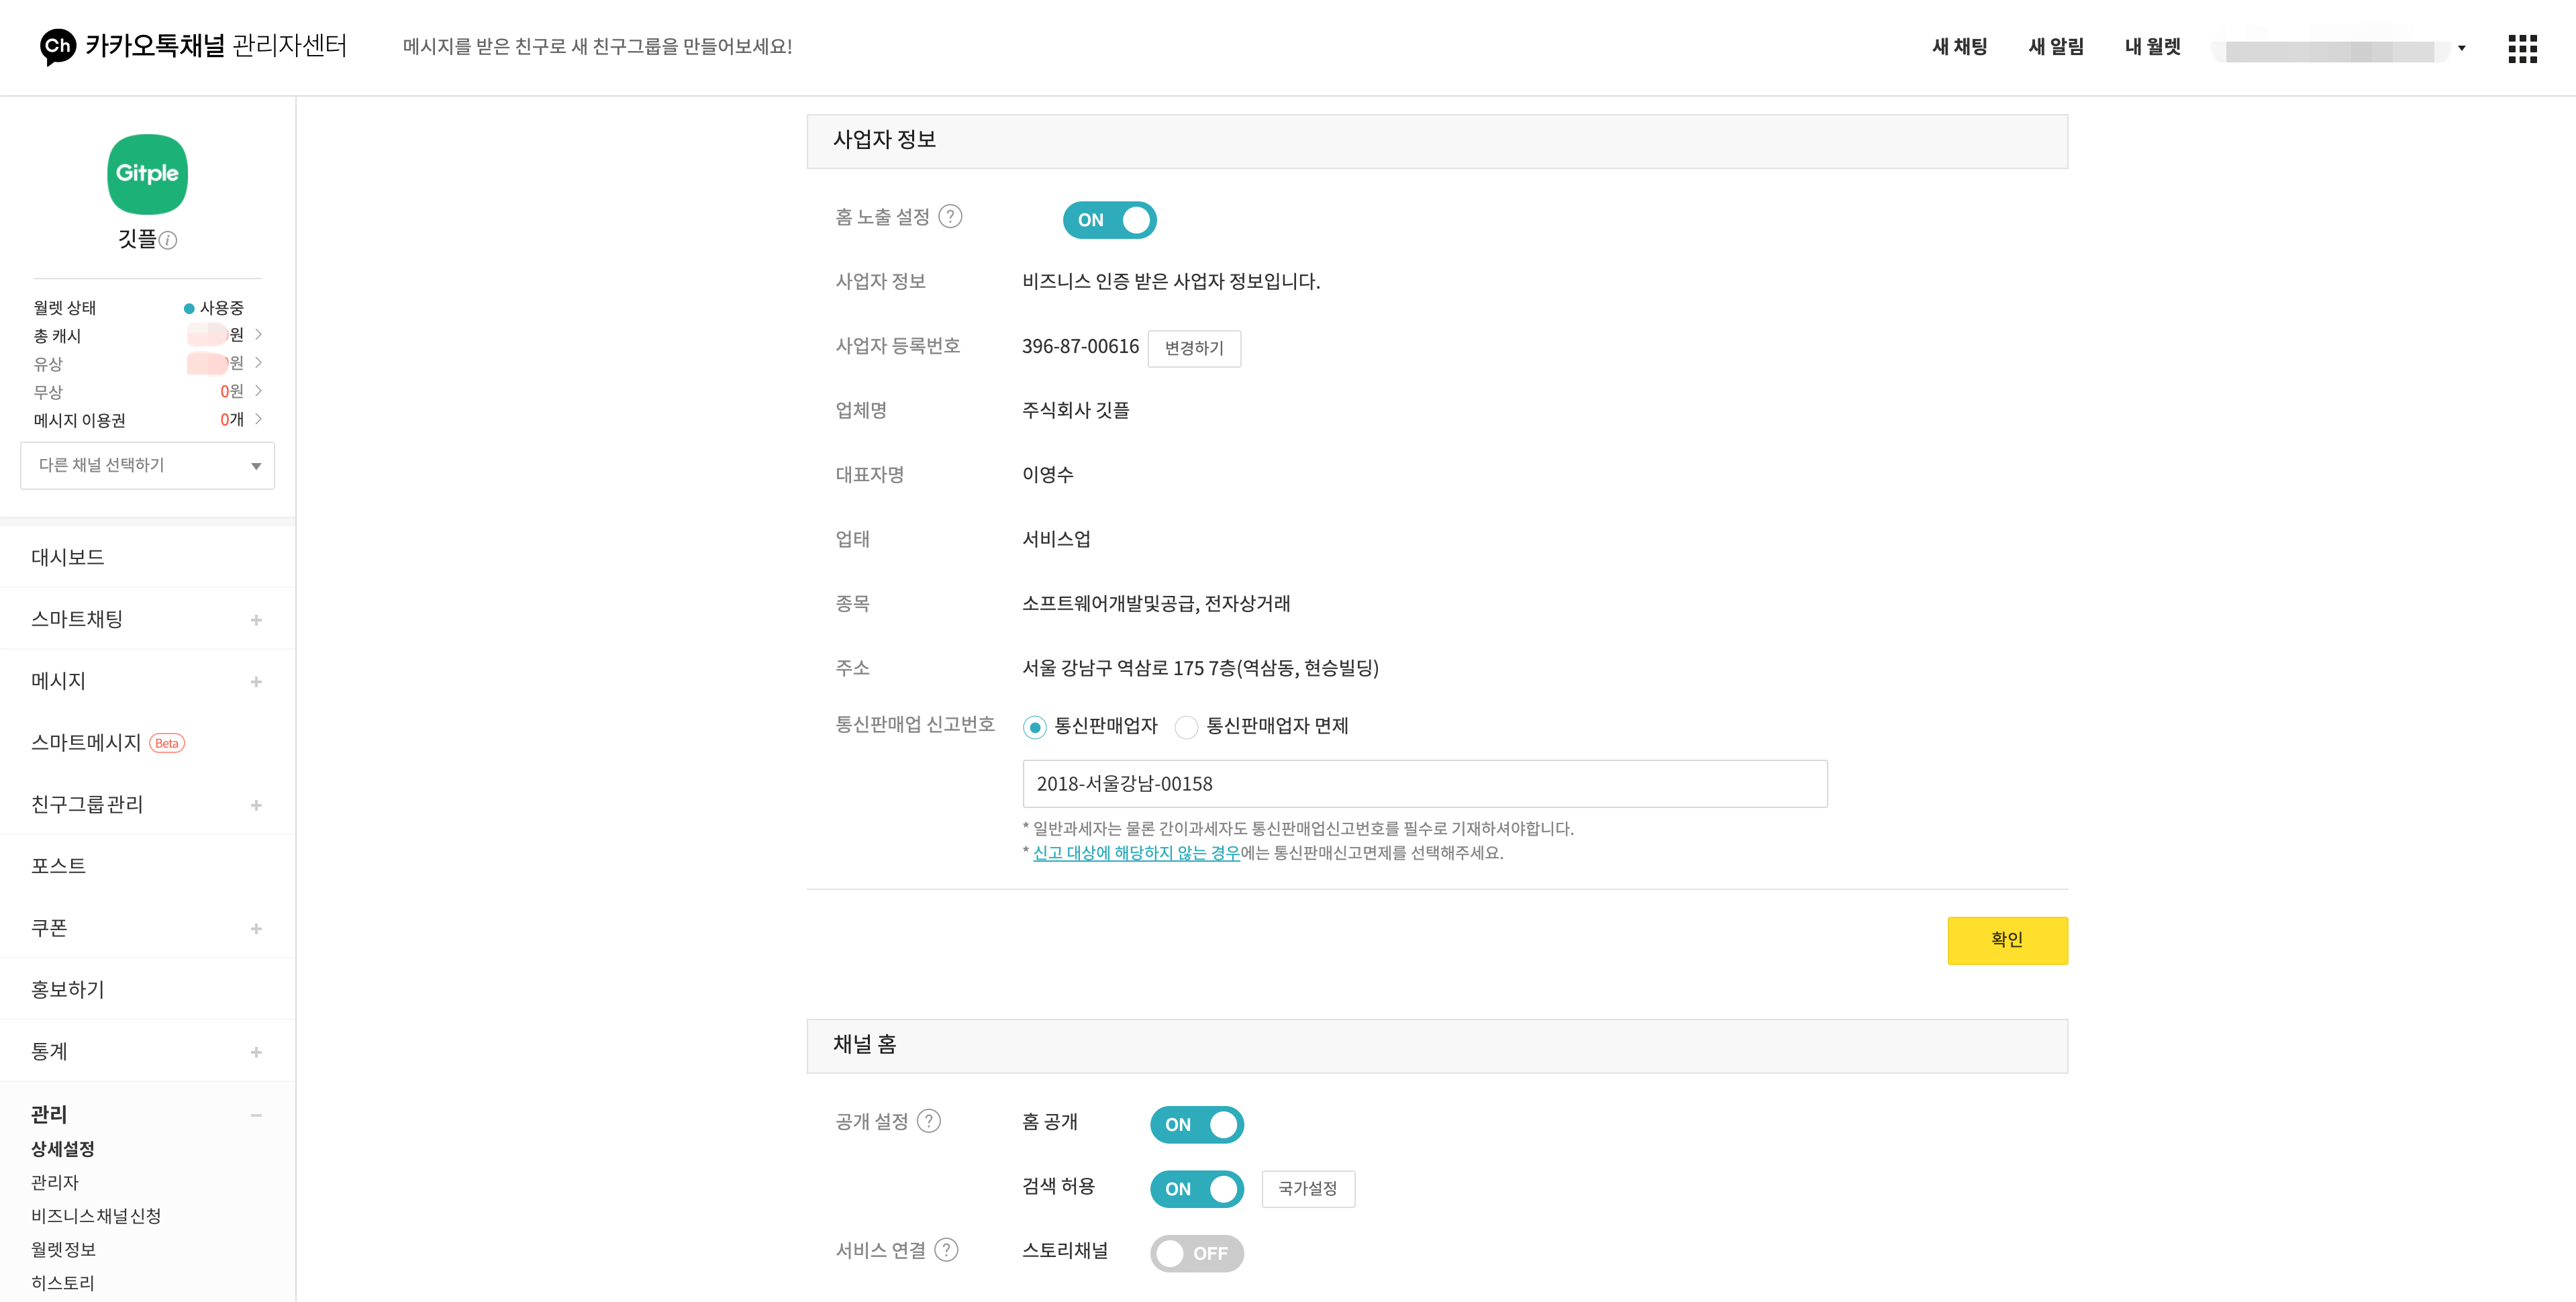 Ch 카카오톡채널 관리자센터
메시지를 받은 친구로 새 친구그룹을 만들어보세요!
새 채팅 새 알림 내 월렛
Gitple
깃플
월렛 상태 사용중
총 캐시 원
유상 원
무상 0원
메시지 이용권 0개
다른 채널 선택하기
대시보드
스마트채팅
메시지
스마트메시지 Beta
친구그룹관리
포스트
쿠폰
홍보하기
통계
관리
상세설정
관리자
비즈니스채널신청
월렛정보
히스토리
사업자 정보
홈 노출 설정 ? ON
사업자 정보 비즈니스 인증 받은 사업자 정보입니다.
사업자 등록번호 396-87-00616 변경하기
업체명 주식회사 깃플
대표자명 이영수
업태 서비스업
종목 소프트웨어개발및공급, 전자상거래
주소 서울 강남구 역삼로 175 7층(역삼동, 현승빌딩)
통신판매업 신고번호 통신판매업자 통신판매업자 면제
2018-서울강남-00158
* 일반과세자는 물론 간이과세자도 통신판매업신고번호를 필수로 기재하셔야합니다.
* 신고 대상에 해당하지 않는 경우에는 통신판매신고면제를 선택해주세요.
확인
채널 홈
공개 설정 ? 홈 공개 ON
검색 허용 ON 국가설정
서비스 연결 ? 스토리채널 OFF